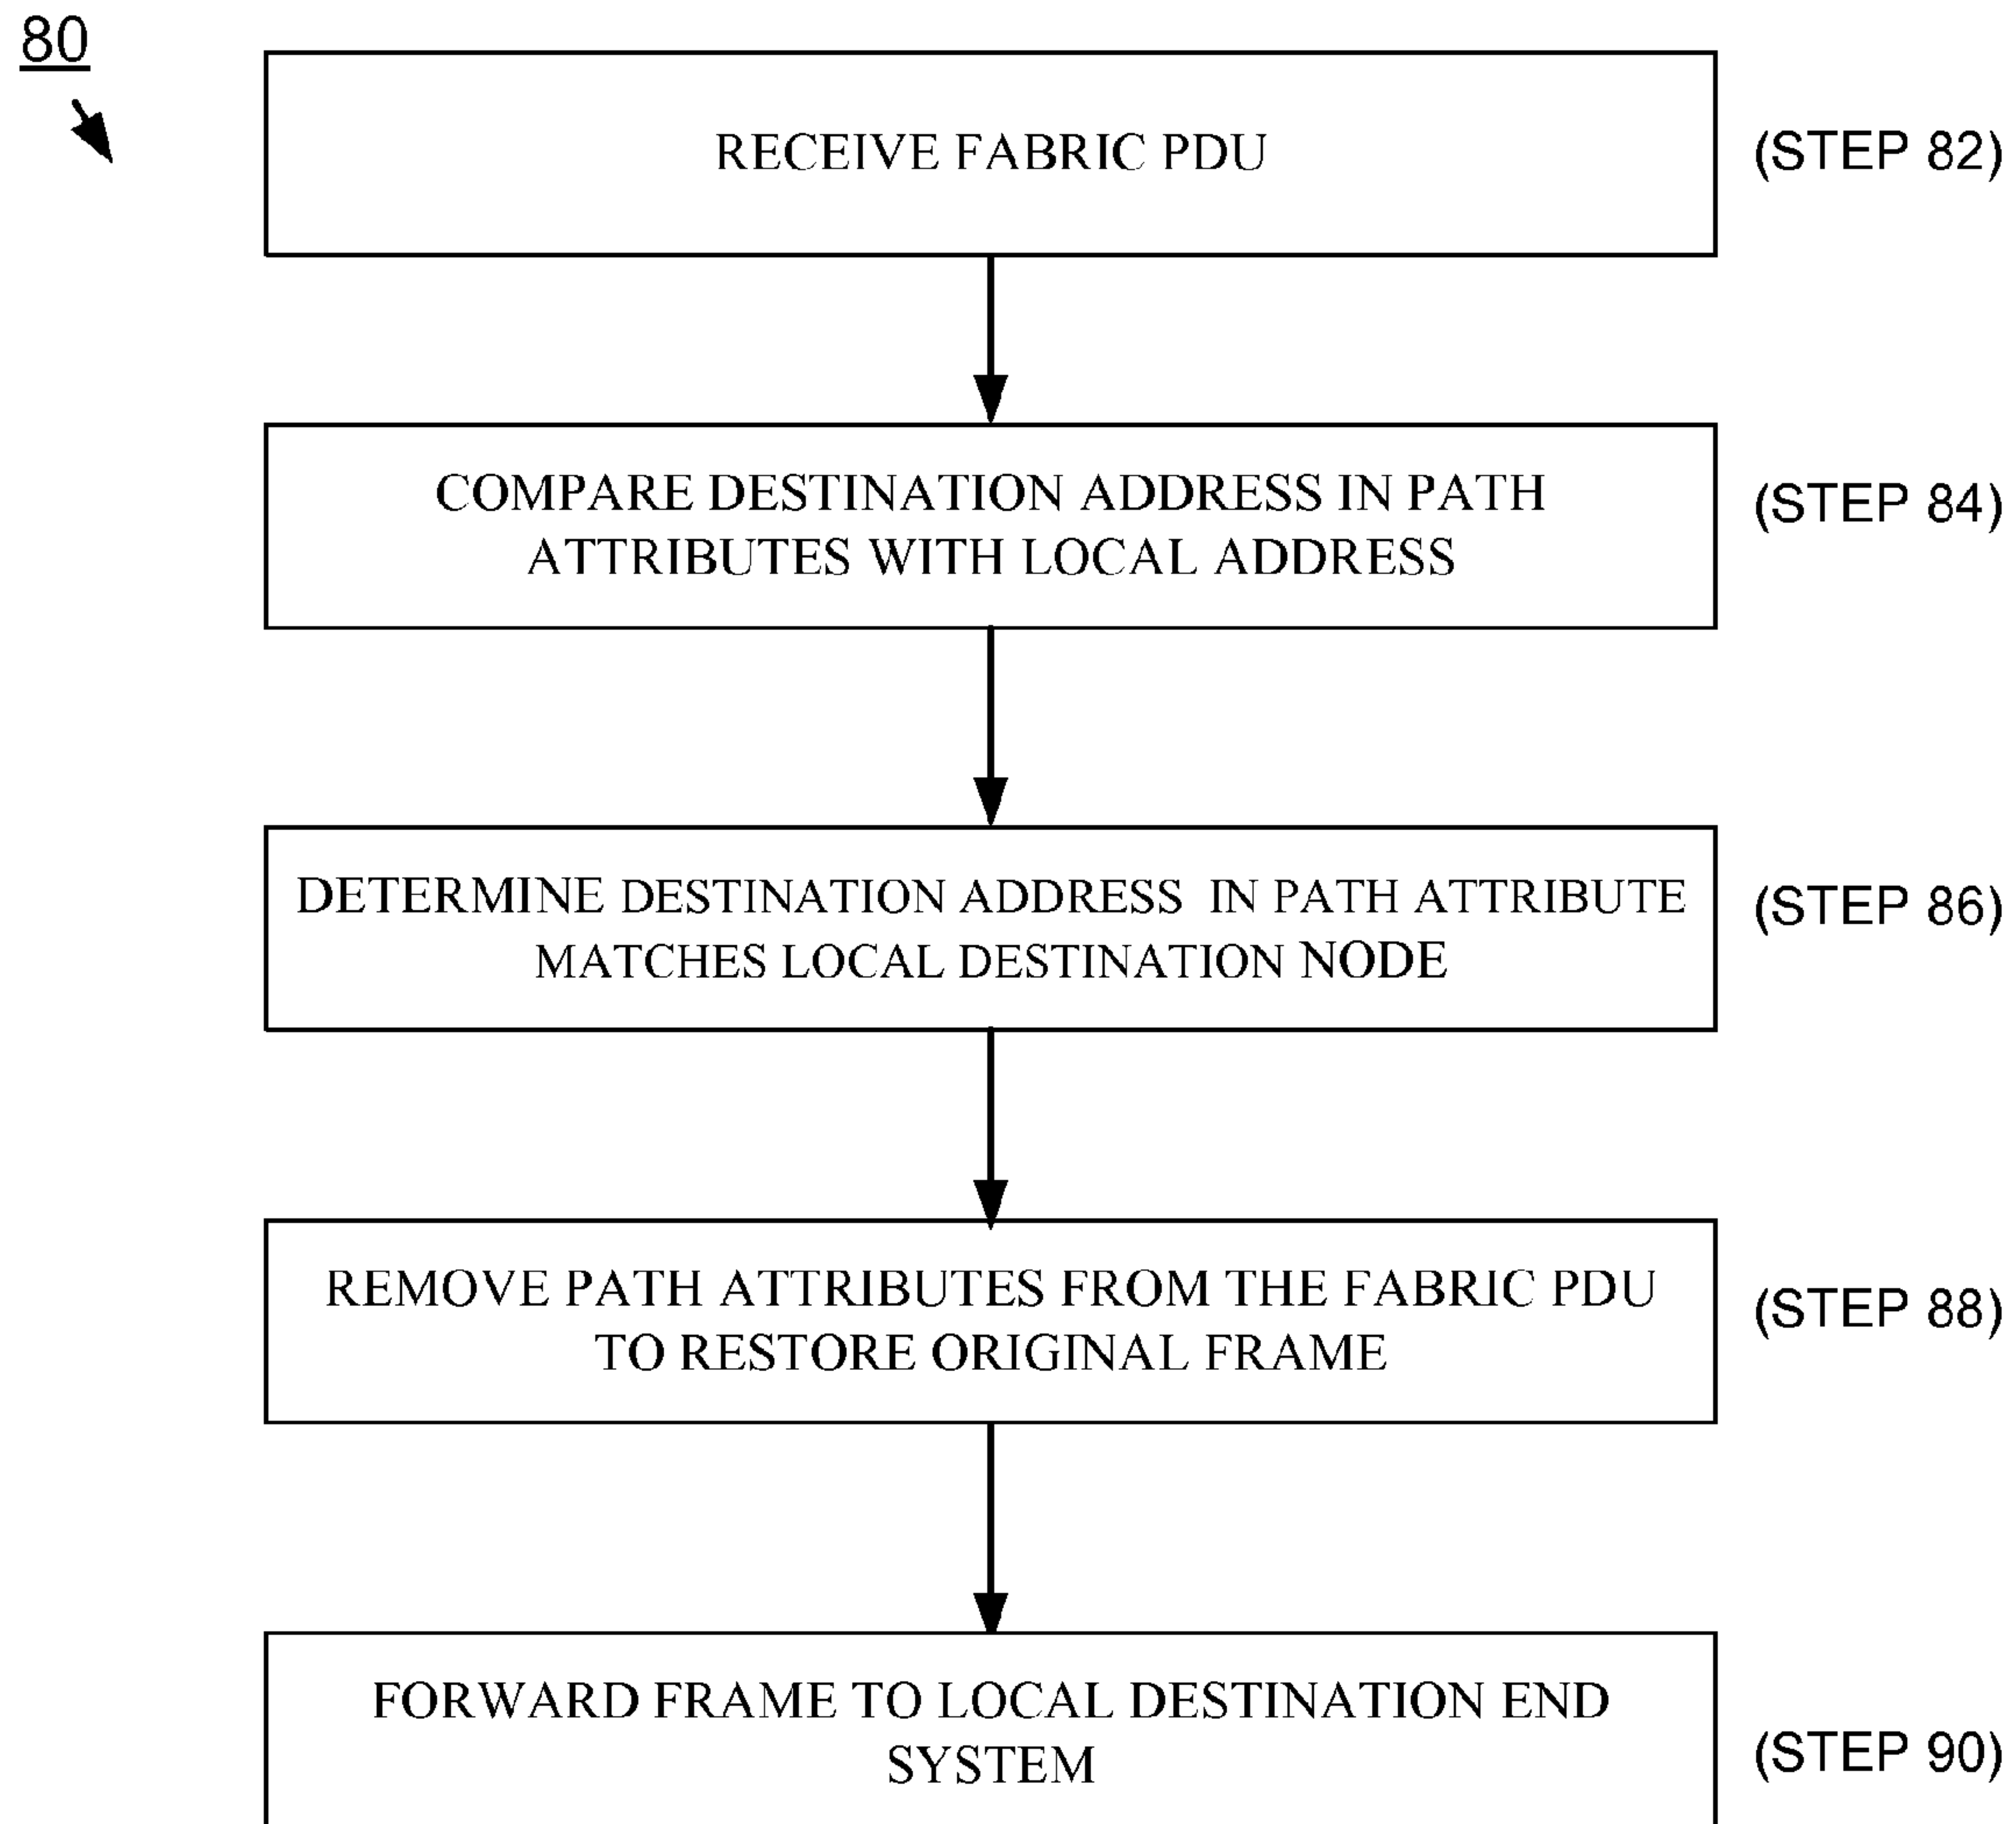 80
RECEIVE FABRIC PDU
(STEP 82)
COMPARE DESTINATION ADDRESS IN PATH
ATTRIBUTES WITH LOCAL ADDRESS
(STEP 84)
DETERMINE DESTINATION ADDRESS IN PATH ATTRIBUTE
MATCHES LOCAL DESTINATION NODE
(STEP 86)
REMOVE PATH ATTRIBUTES FROM THE FABRIC PDU
TO RESTORE ORIGINAL FRAME
(STEP 88)
FORWARD FRAME TO LOCAL DESTINATION END
SYSTEM
(STEP 90)